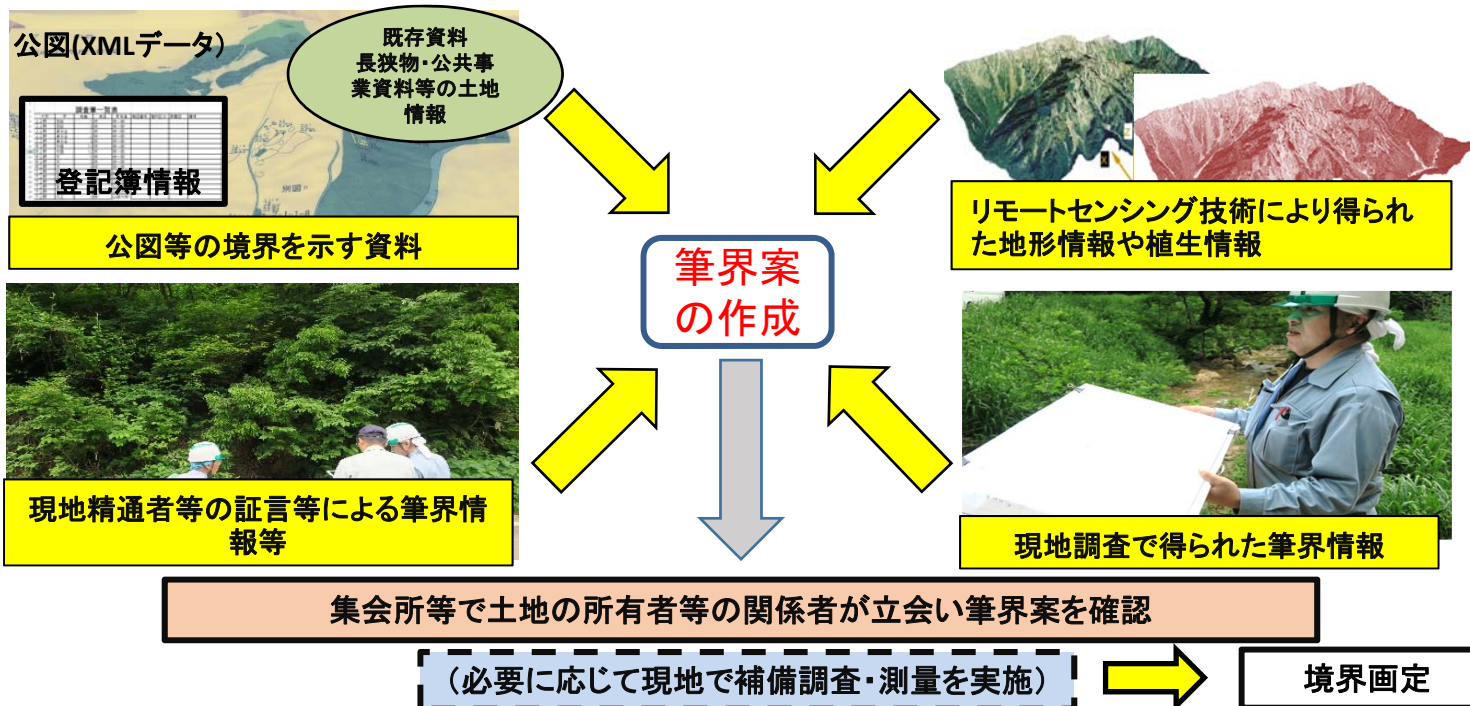 公図(XMLデータ)
既存資料
長狭物・公共事
業資料等の土地
情報
調査筆一覧表
登記簿情報
公図等の境界を示す資料
リモートセンシング技術により得られ
た地形情報や植生情報
筆界案
の作成
現地精通者等の証言等による筆界情
報等
現地調査で得られた筆界情報
集会所等で土地の所有者等の関係者が立会い筆界案を確認
(必要に応じて現地で補備調査・測量を実施)
境界画定